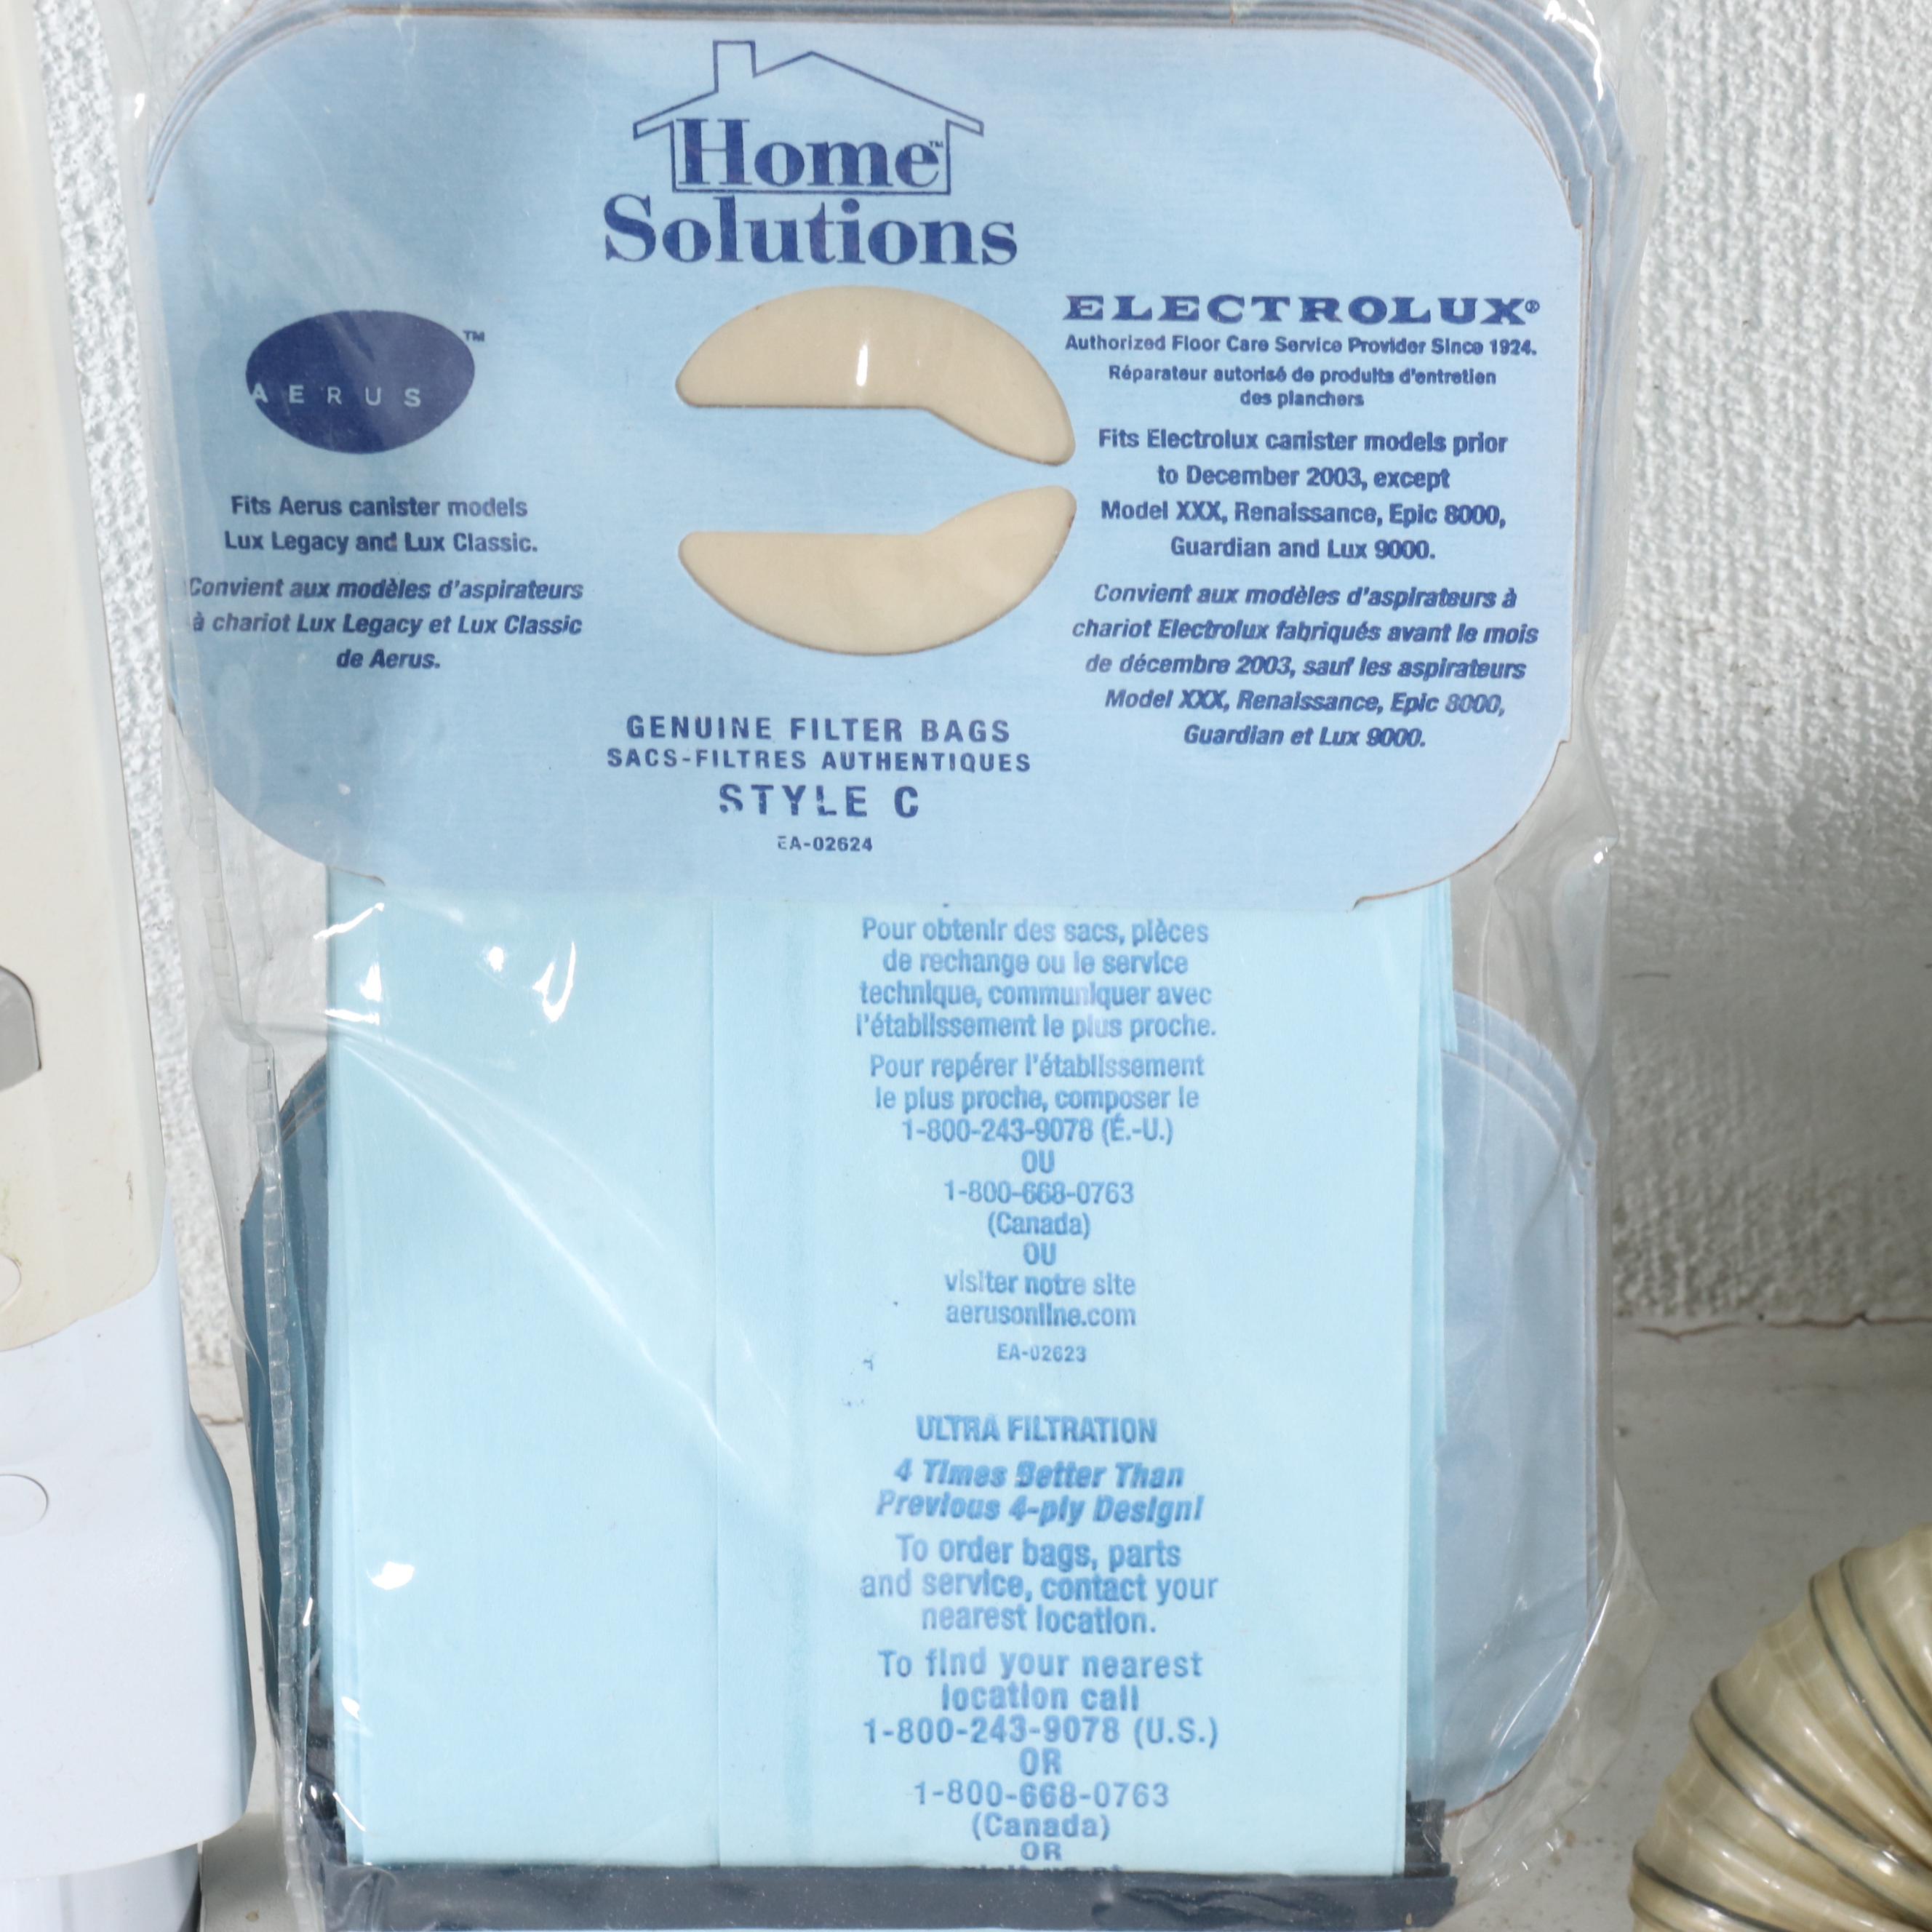 Home™
Solutions
AERUS™
Fits Aerus canister models
Lux Legacy and Lux Classic.
Convient aux modèles d'aspirateurs
à chariot Lux Legacy et Lux Classic
de Aerus.
ELECTROLUX®
Authorized Floor Care Service Provider Since 1924.
Réparateur autorisé de produits d'entretien
des planchers
Fits Electrolux canister models prior
to December 2003, except
Model XXX, Renaissance, Epic 8000,
Guardian and Lux 9000.
Convient aux modèles d'aspirateurs à
chariot Electrolux fabriqués avant le mois
de décembre 2003, sauf les aspirateurs
Model XXX, Renaissance, Epic 8000,
Guardian et Lux 9000.
GENUINE FILTER BAGS
SACS-FILTRES AUTHENTIQUES
STYLE C
EA-02624
Pour obtenir des sacs, pièces
de rechange ou le service
technique, communiquer avec
l'établissement le plus proche.
Pour repérer l'établissement
le plus proche, composer le
1-800-243-9078 (É.-U.)
OU
1-800-668-0763
(Canada)
OU
visiter notre site
aerusonline.com
EA-02623
ULTRA FILTRATION
4 Times Better Than
Previous 4-ply Design!
To order bags, parts
and service, contact your
nearest location.
To find your nearest
location call
1-800-243-9078 (U.S.)
OR
1-800-668-0763
(Canada)
OR